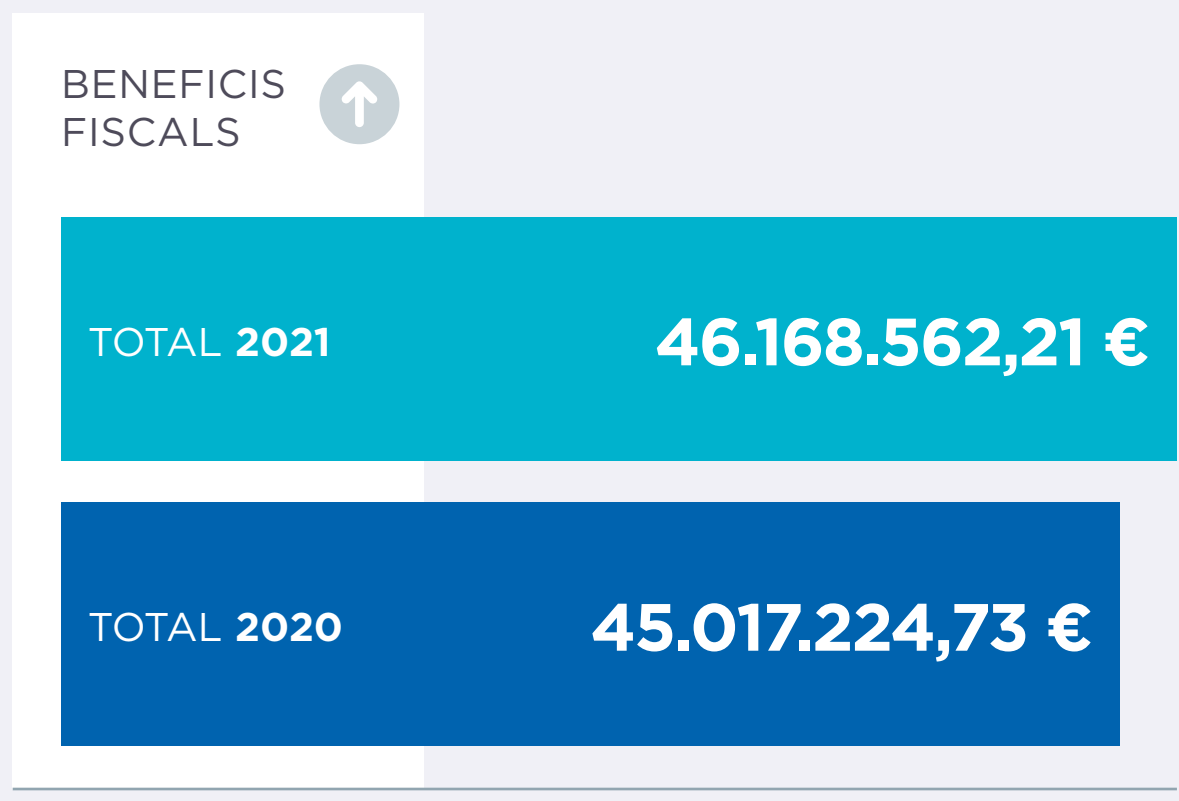 BENEFICIS
FISCALS
TOTAL 2021 46.168.562,21 €
TOTAL 2020 45.017.224,73 €